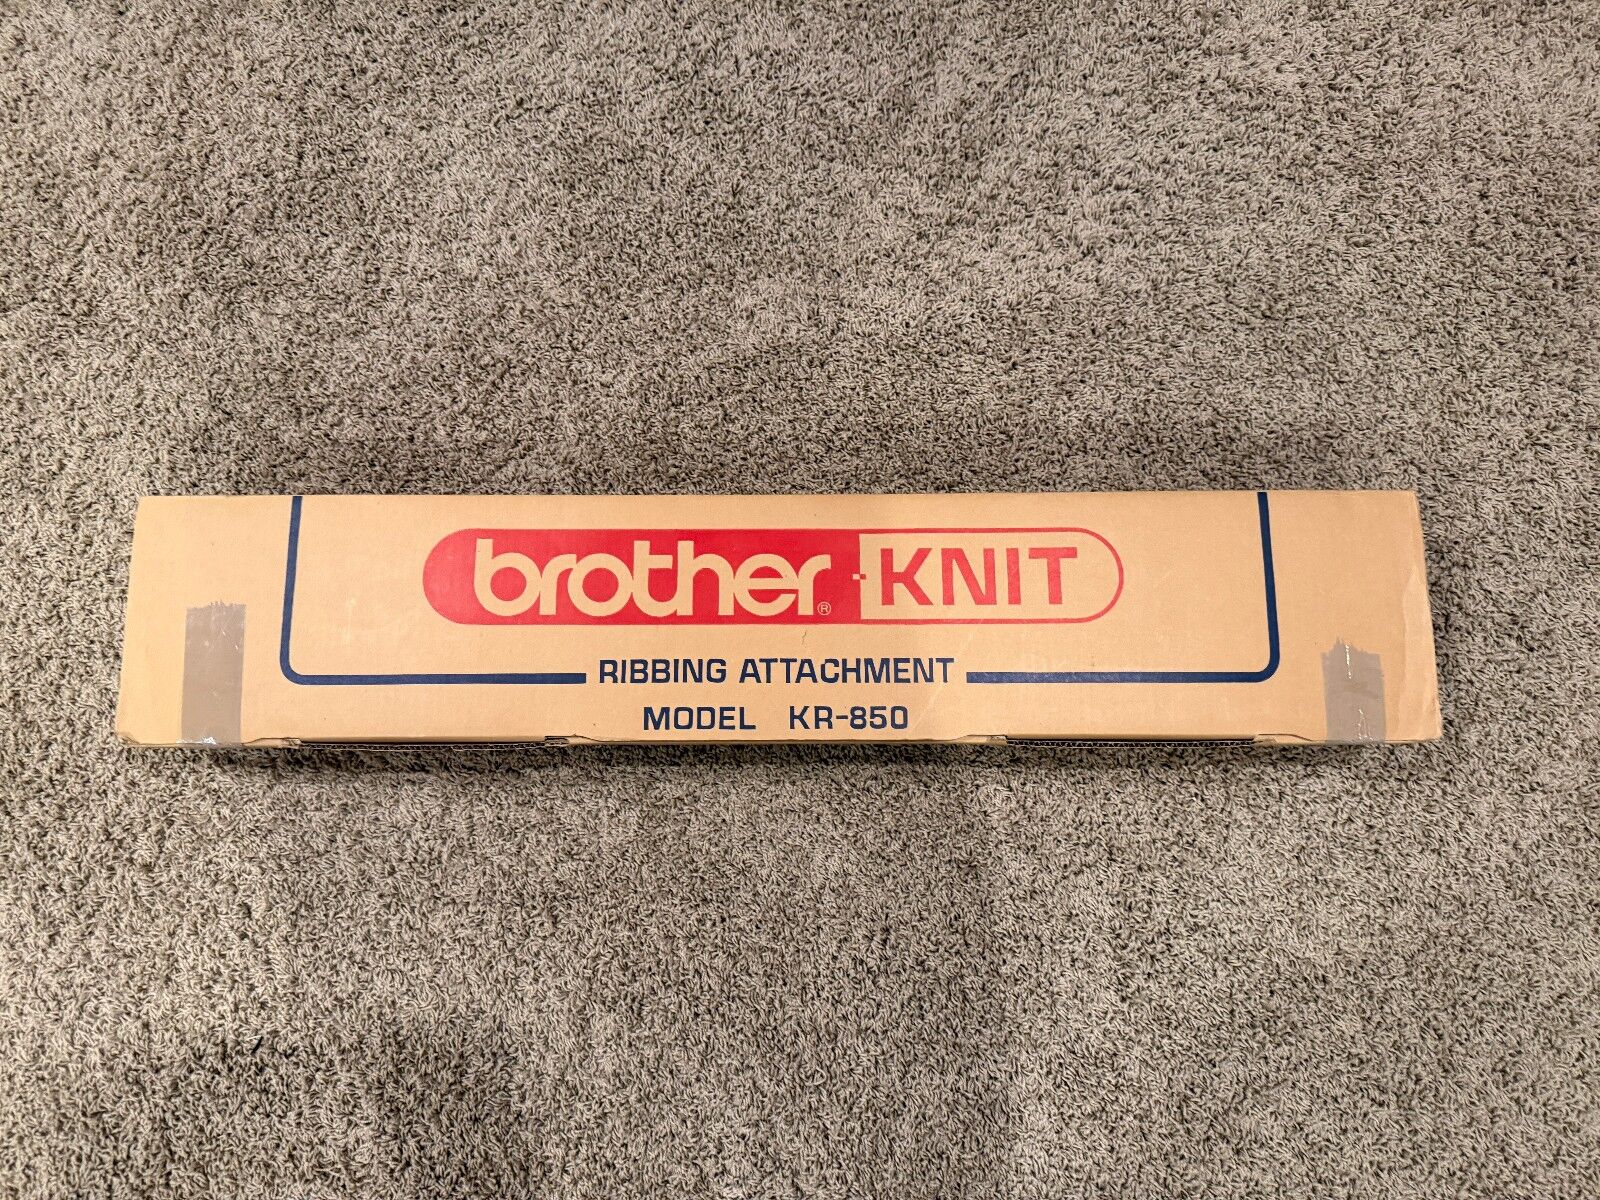 brother® KNIT
RIBBING ATTACHMENT
MODEL KR-850